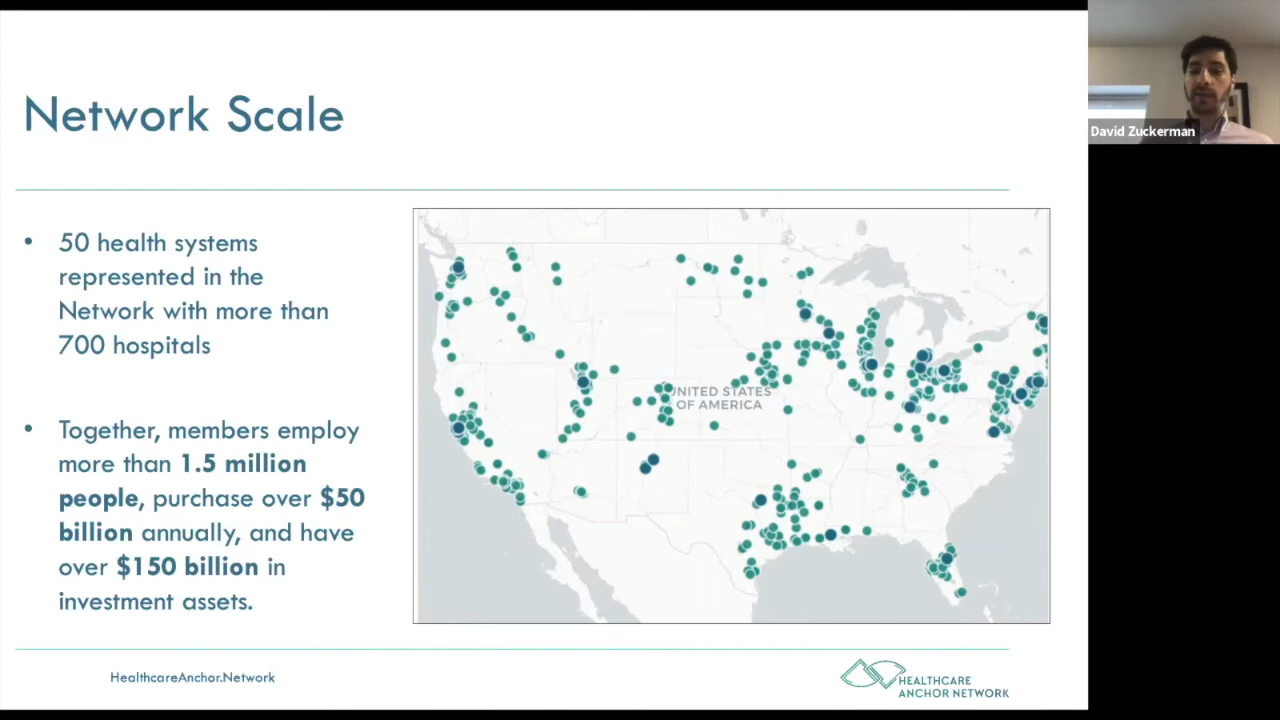 Network Scale
David Zuckerman
• 50 health systems
represented in the
Network with more than
700 hospitals
• Together, members employ
more than 1.5 million
people, purchase over $50
billion annually, and have
over $150 billion in
investment assets.
UNITED STATES
OF AMERICA
HealthcareAnchor.Network
HEALTHCARE
ANCHOR NETWORK